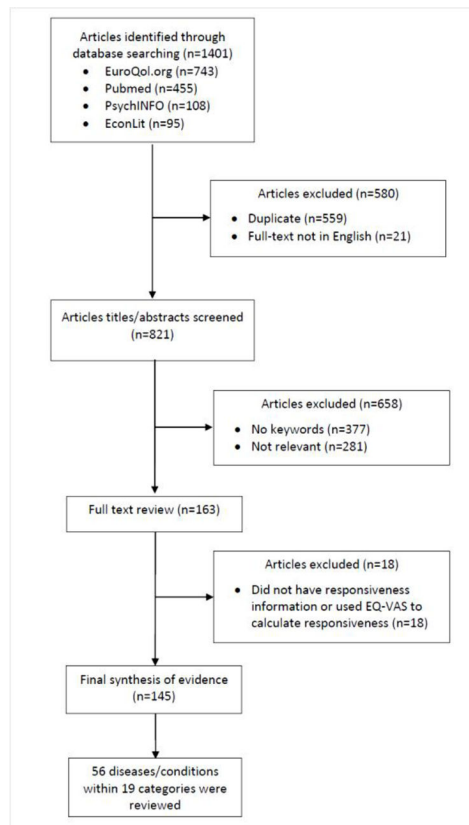 Articles identified through
database searching (n=1401)
• EuroQol.org (n=743)
• Pubmed (n=455)
• PsychINFO (n=108)
• EconLit (n=95)
Articles excluded (n=580)
• Duplicate (n=559)
• Full-text not in English (n=21)
Articles titles/abstracts screened
(n=821)
Articles excluded (n=658)
• No keywords (n=377)
• Not relevant (n=281)
Full text review (n=163)
Articles excluded (n=18)
• Did not have responsiveness
information or used EQ-VAS to
calculate responsiveness (n=18)
Final synthesis of evidence
(n=145)
56 diseases/conditions
within 19 categories were
reviewed